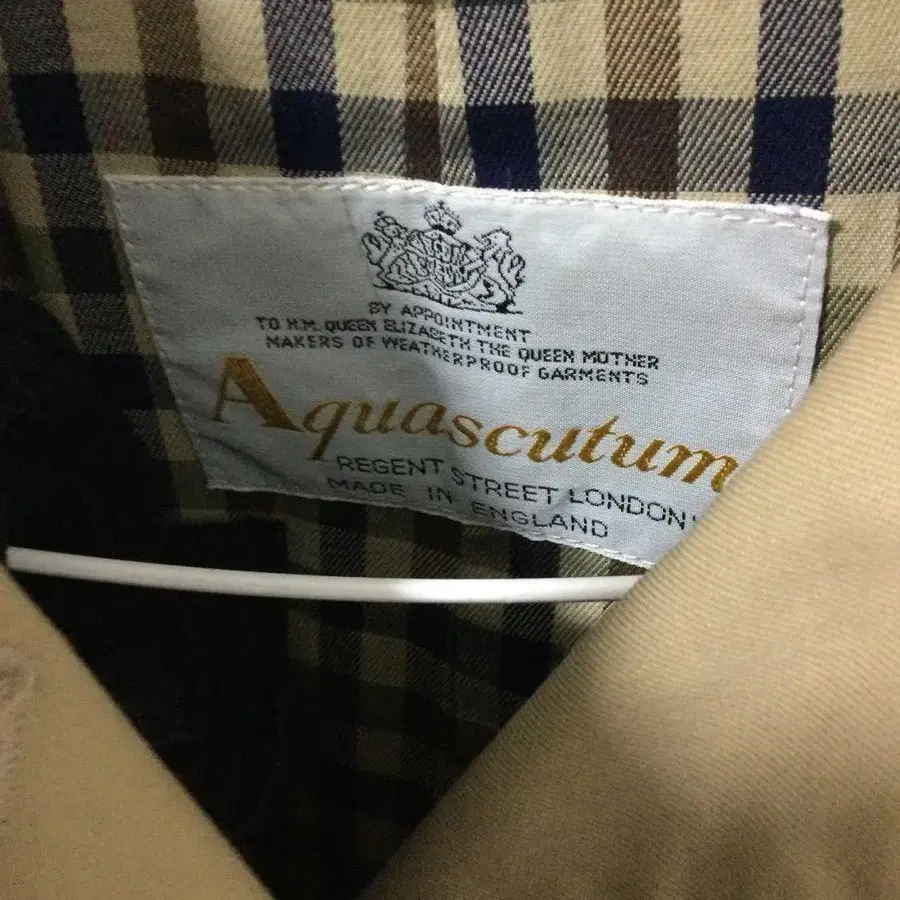 BY APPOINTMENT
TO H.M. QUEEN ELIZABETH THE QUEEN MOTHER
MAKERS OF WEATHERPROOF GARMENTS
Aquascutum
REGENT STREET LONDON
MADE IN ENGLAND